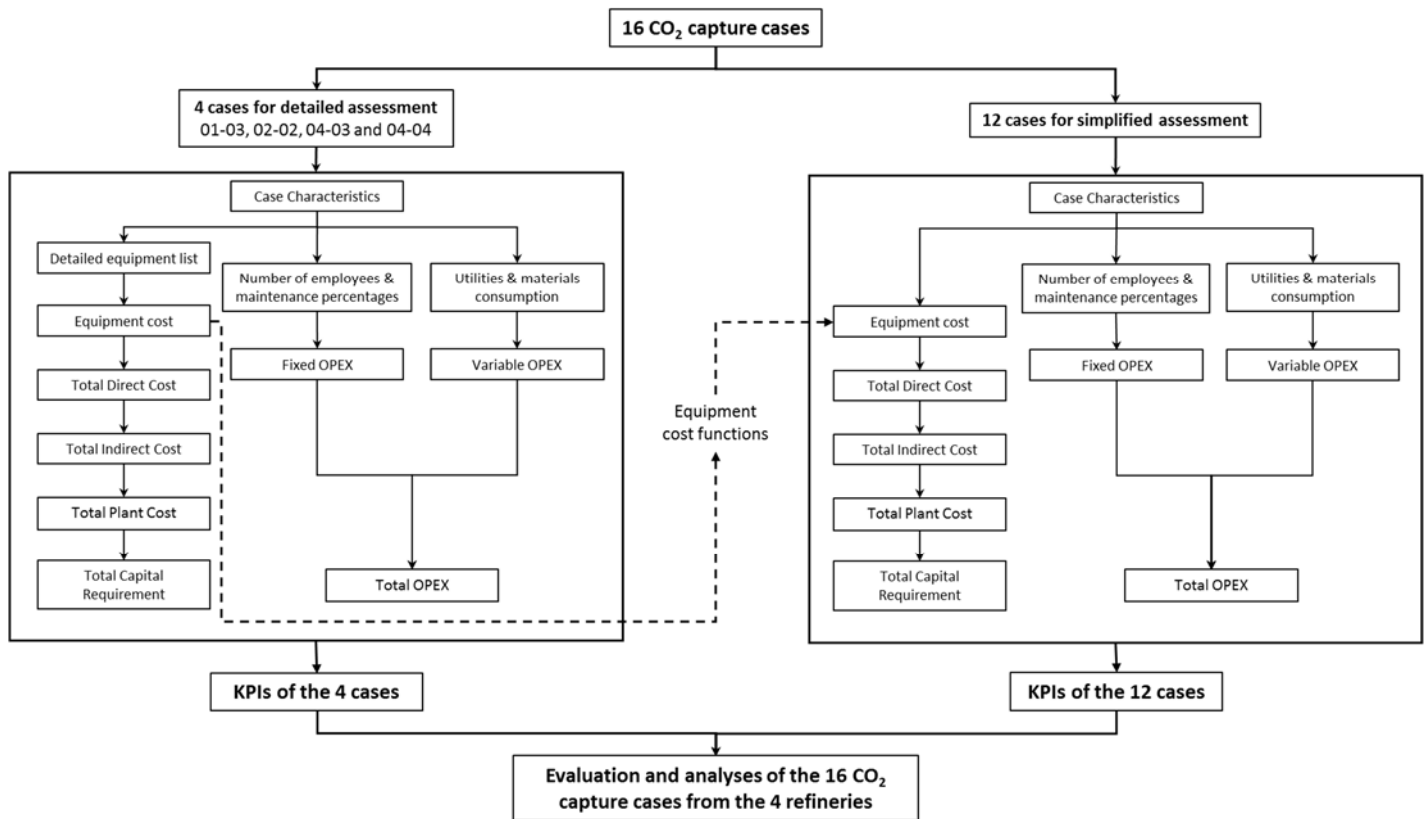 16 CO₂ capture cases
4 cases for detailed assessment
01-03, 02-02, 04-03 and 04-04
Case Characteristics
Detailed equipment list
Equipment cost
Total Direct Cost
Total Indirect Cost
Total Plant Cost
Total Capital
Requirement
Number of employees &
maintenance percentages
Fixed OPEX
Utilities & materials
consumption
Variable OPEX
Total OPEX
KPIs of the 4 cases
Equipment
cost functions
12 cases for simplified assessment
Case Characteristics
Equipment cost
Total Direct Cost
Total Indirect Cost
Total Plant Cost
Total Capital
Requirement
Number of employees &
maintenance percentages
Fixed OPEX
Utilities & materials
consumption
Variable OPEX
Total OPEX
KPIs of the 12 cases
Evaluation and analyses of the 16 CO₂
capture cases from the 4 refineries